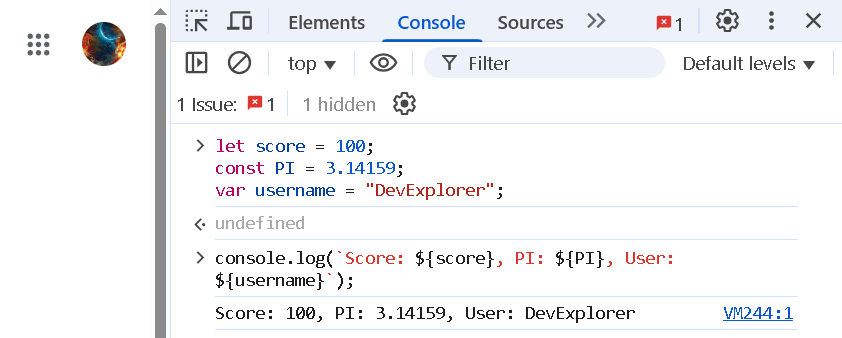 Elements Console Sources 1
top Filter Default levels
1 Issue: 1 1 hidden
let score = 100;
const PI = 3.14159;
var username = "DevExplorer";
undefined
console.log(`Score: ${score}, PI: ${PI}, User:
${username}`);
Score: 100, PI: 3.14159, User: DevExplorer VM244:1